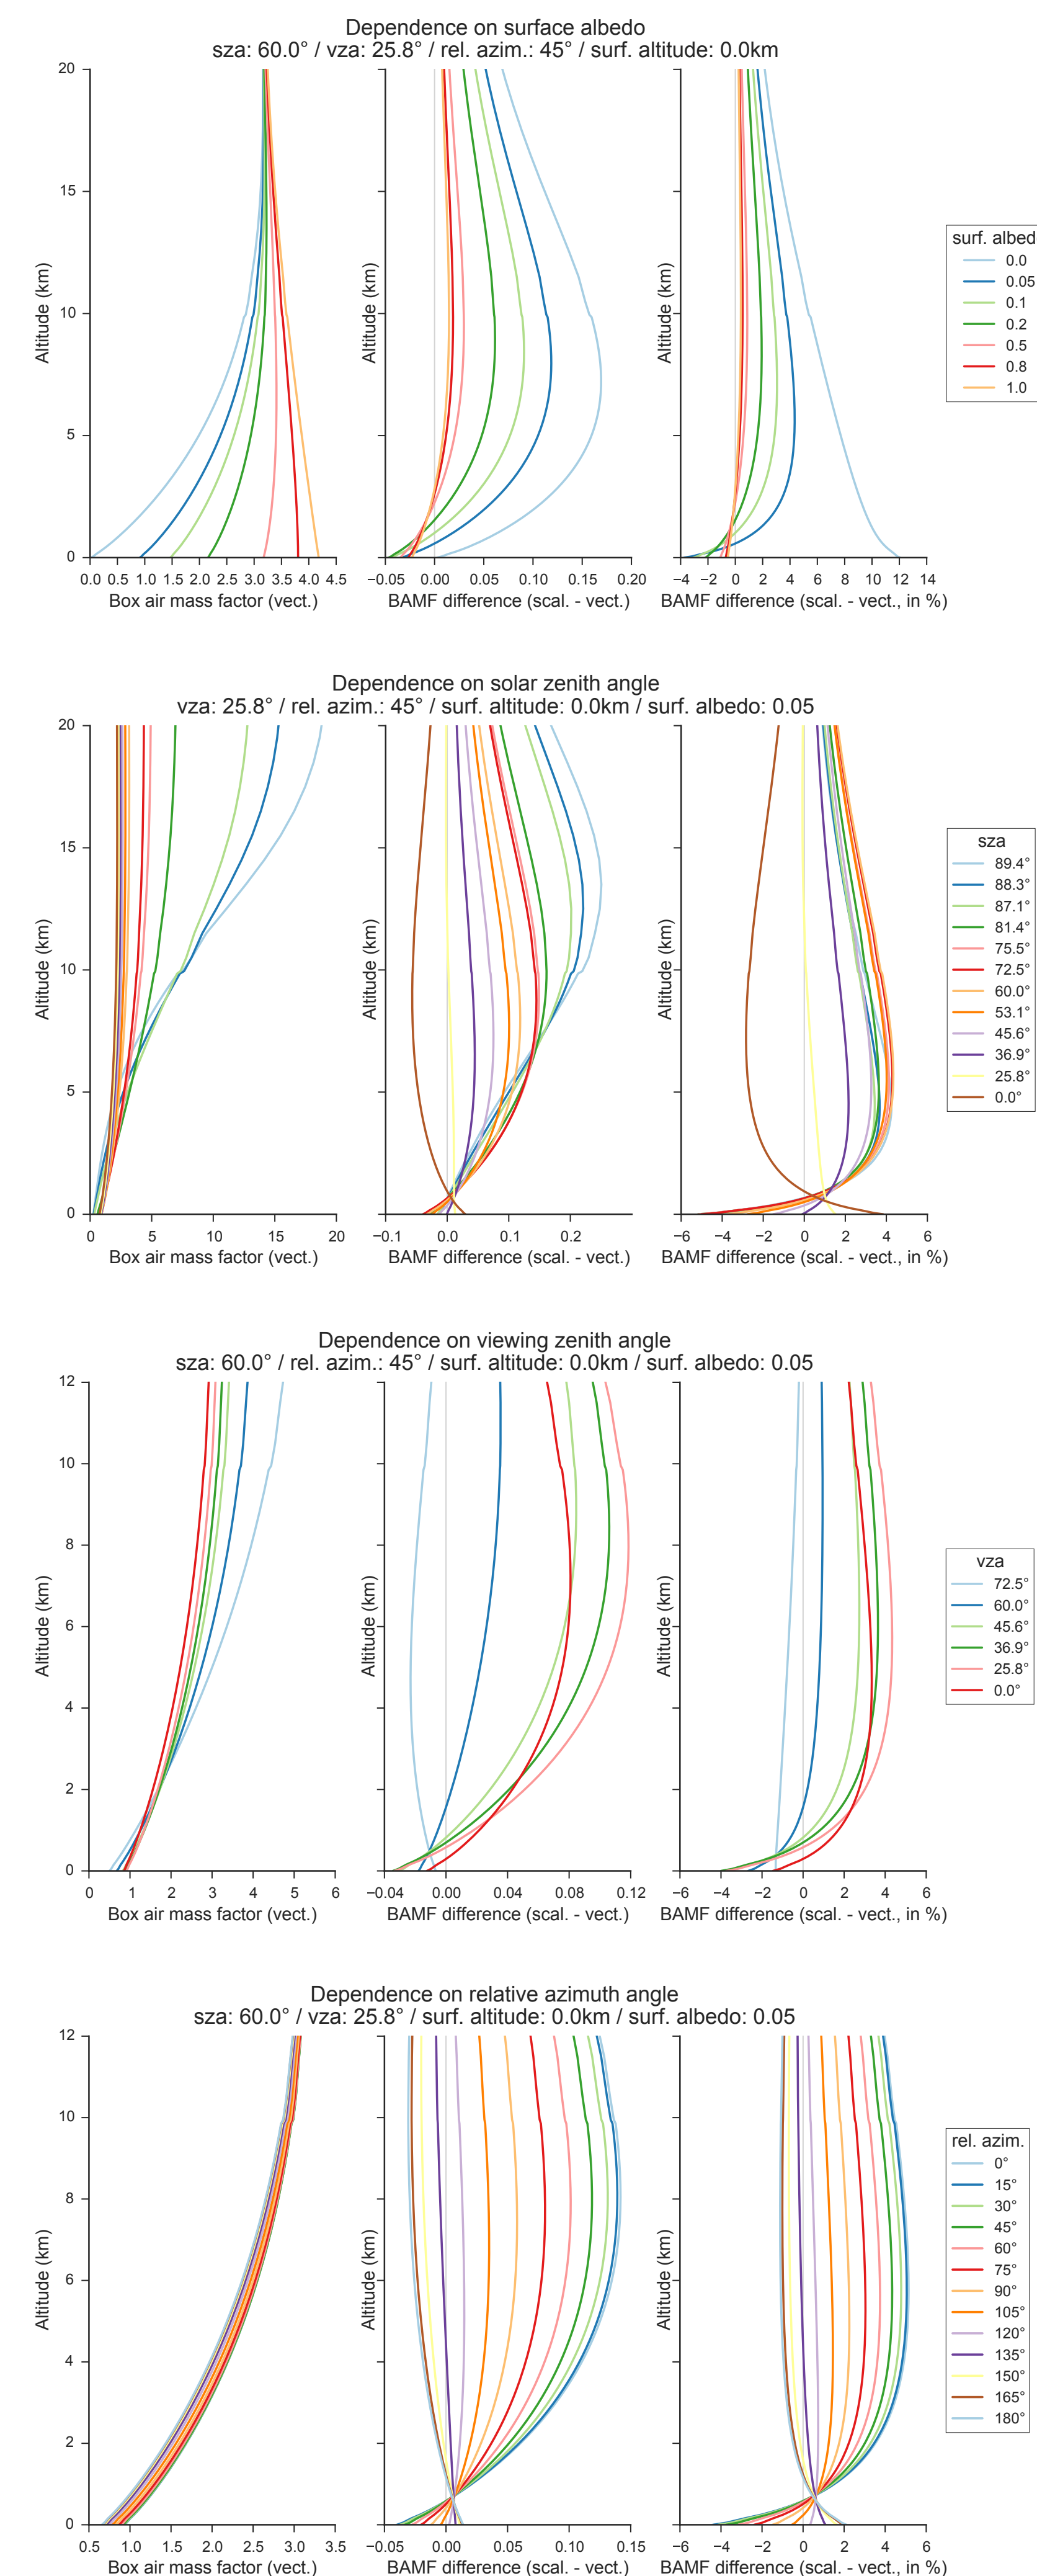 Dependence on surface albedo
sza: 60.0° / vza: 25.8° / rel. azim.: 45° / surf. altitude: 0.0km
20
15
10
5
0
Altitude (km)
0.0 0.5 1.0 1.5 2.0 2.5 3.0 3.5 4.0 4.5
Box air mass factor (vect.)
Altitude (km)
−0.05 0.00 0.05 0.10 0.15 0.20
BAMF difference (scal. - vect.)
Altitude (km)
−4 −2 0 2 4 6 8 10 12 14
BAMF difference (scal. - vect., in %)
surf. albed
0.0
0.05
0.1
0.2
0.5
0.8
1.0
Dependence on solar zenith angle
vza: 25.8° / rel. azim.: 45° / surf. altitude: 0.0km / surf. albedo: 0.05
20
15
10
5
0
Altitude (km)
0 5 10 15 20
Box air mass factor (vect.)
Altitude (km)
−0.1 0.0 0.1 0.2
BAMF difference (scal. - vect.)
Altitude (km)
−6 −4 −2 0 2 4 6
BAMF difference (scal. - vect., in %)
sza
89.4°
88.3°
87.1°
81.4°
75.5°
72.5°
60.0°
53.1°
45.6°
36.9°
25.8°
0.0°
Dependence on viewing zenith angle
sza: 60.0° / rel. azim.: 45° / surf. altitude: 0.0km / surf. albedo: 0.05
12
10
8
6
4
2
0
Altitude (km)
0 1 2 3 4 5 6
Box air mass factor (vect.)
Altitude (km)
−0.04 0.00 0.04 0.08 0.12
BAMF difference (scal. - vect.)
Altitude (km)
−6 −4 −2 0 2 4 6
BAMF difference (scal. - vect., in %)
vza
72.5°
60.0°
45.6°
36.9°
25.8°
0.0°
Dependence on relative azimuth angle
sza: 60.0° / vza: 25.8° / surf. altitude: 0.0km / surf. albedo: 0.05
12
10
8
6
4
2
0
Altitude (km)
0.5 1.0 1.5 2.0 2.5 3.0 3.5
Box air mass factor (vect.)
Altitude (km)
−0.05 0.00 0.05 0.10 0.15
BAMF difference (scal. - vect.)
Altitude (km)
−6 −4 −2 0 2 4 6
BAMF difference (scal. - vect., in %)
rel. azim.
0°
15°
30°
45°
60°
75°
90°
105°
120°
135°
150°
165°
180°